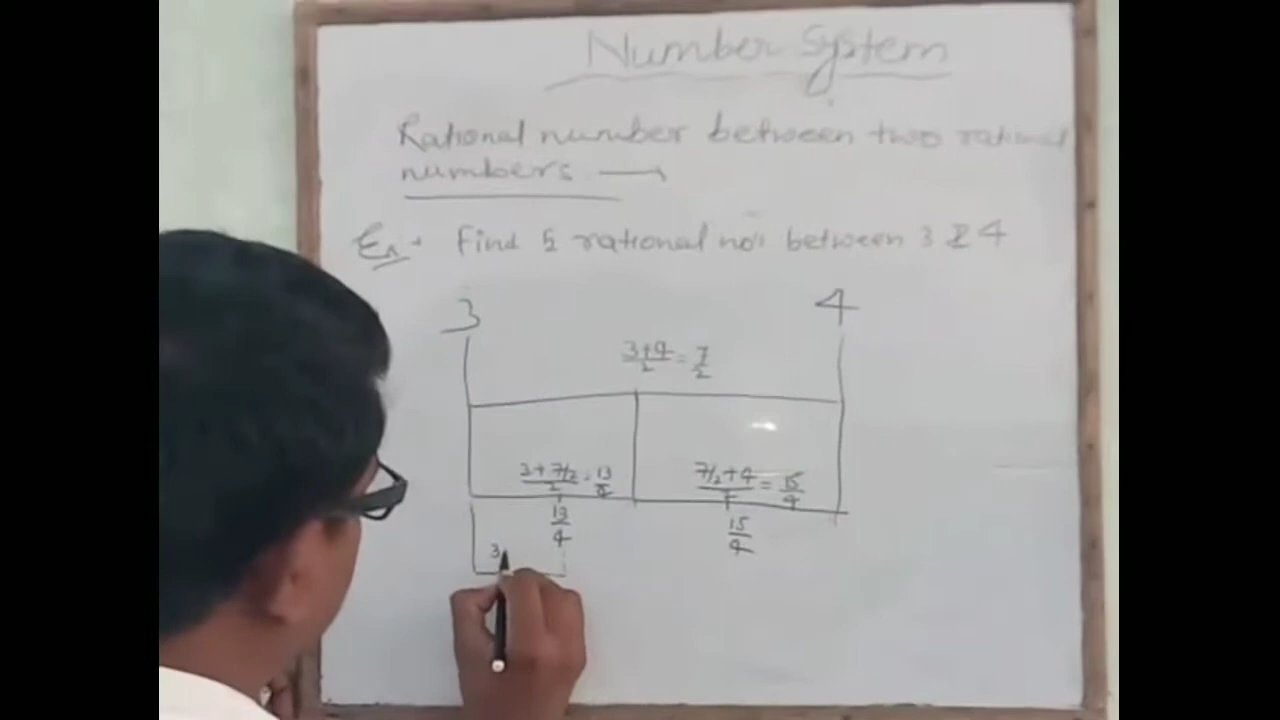 Number System
Rational number between two rational
numbers →
Ex → Find 5 rational no's between 3 & 4
3 4
3+4/2 = 7/2
3+7/2/2 = 13/4 7/2+4/2 = 15/4
13/4 15/4
3